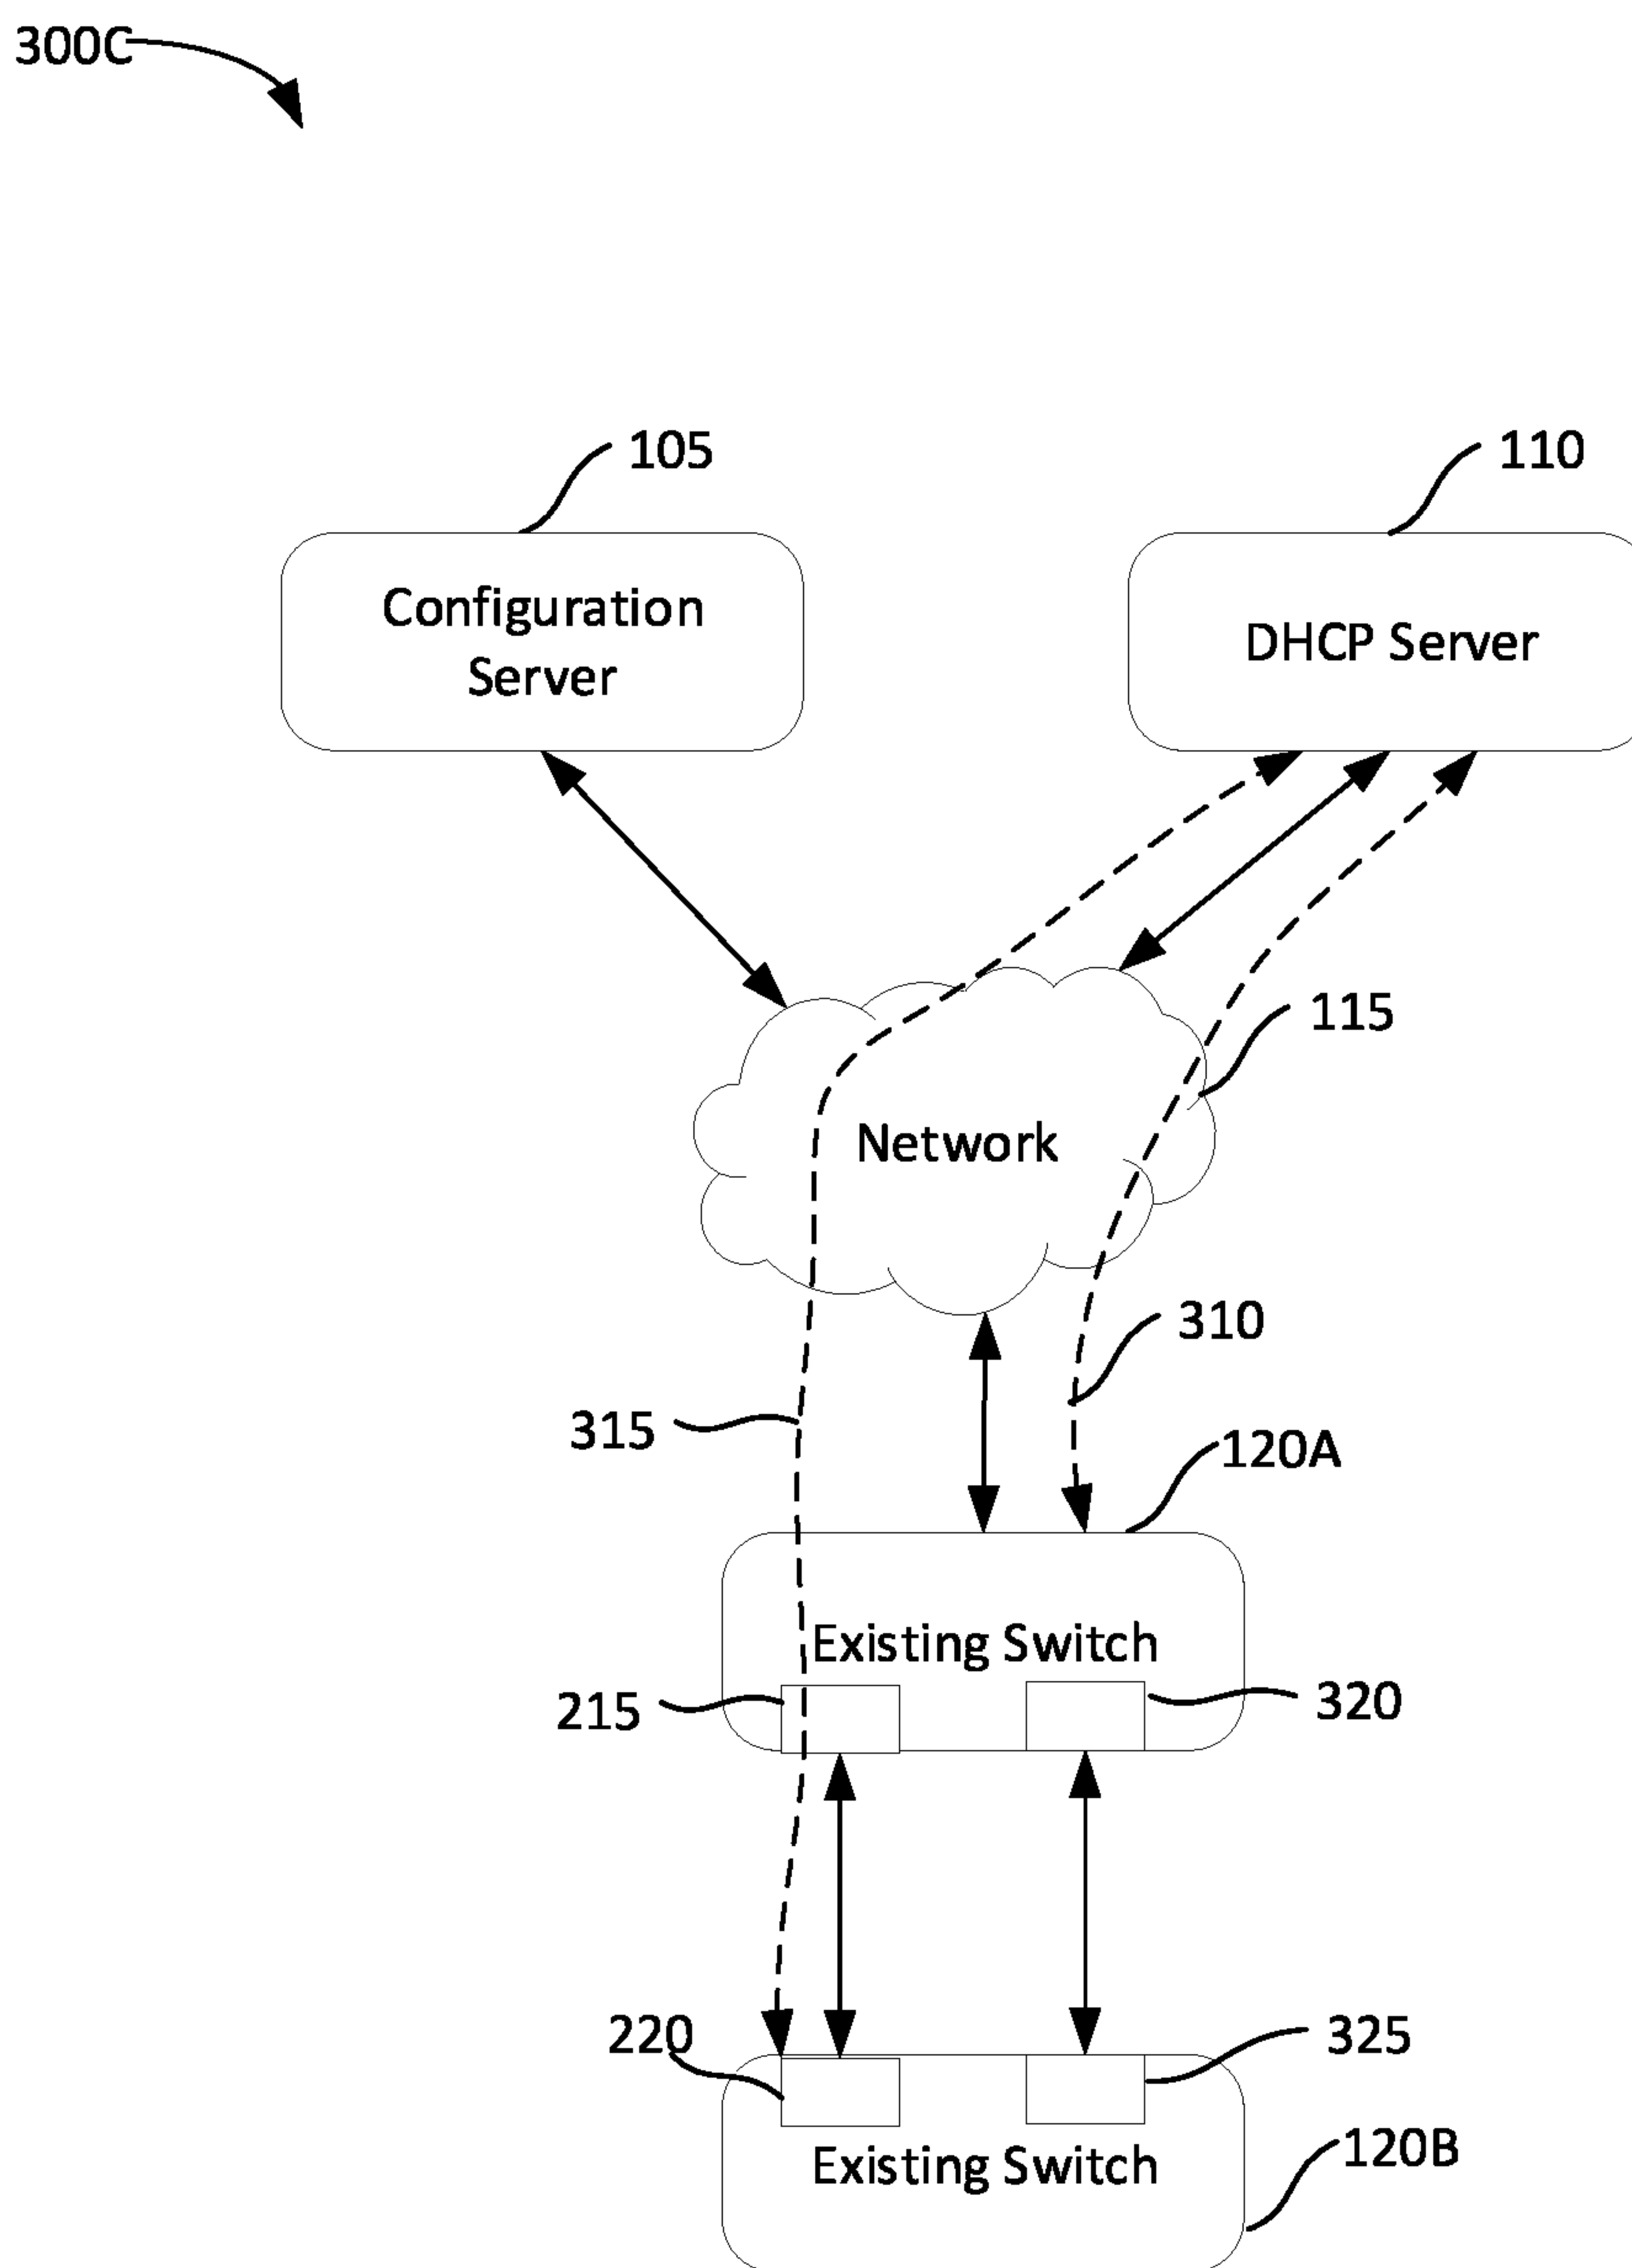 300C
105
110
Configuration
Server
DHCP Server
115
Network
310
315
120A
Existing Switch
215
320
220
325
Existing Switch
120B